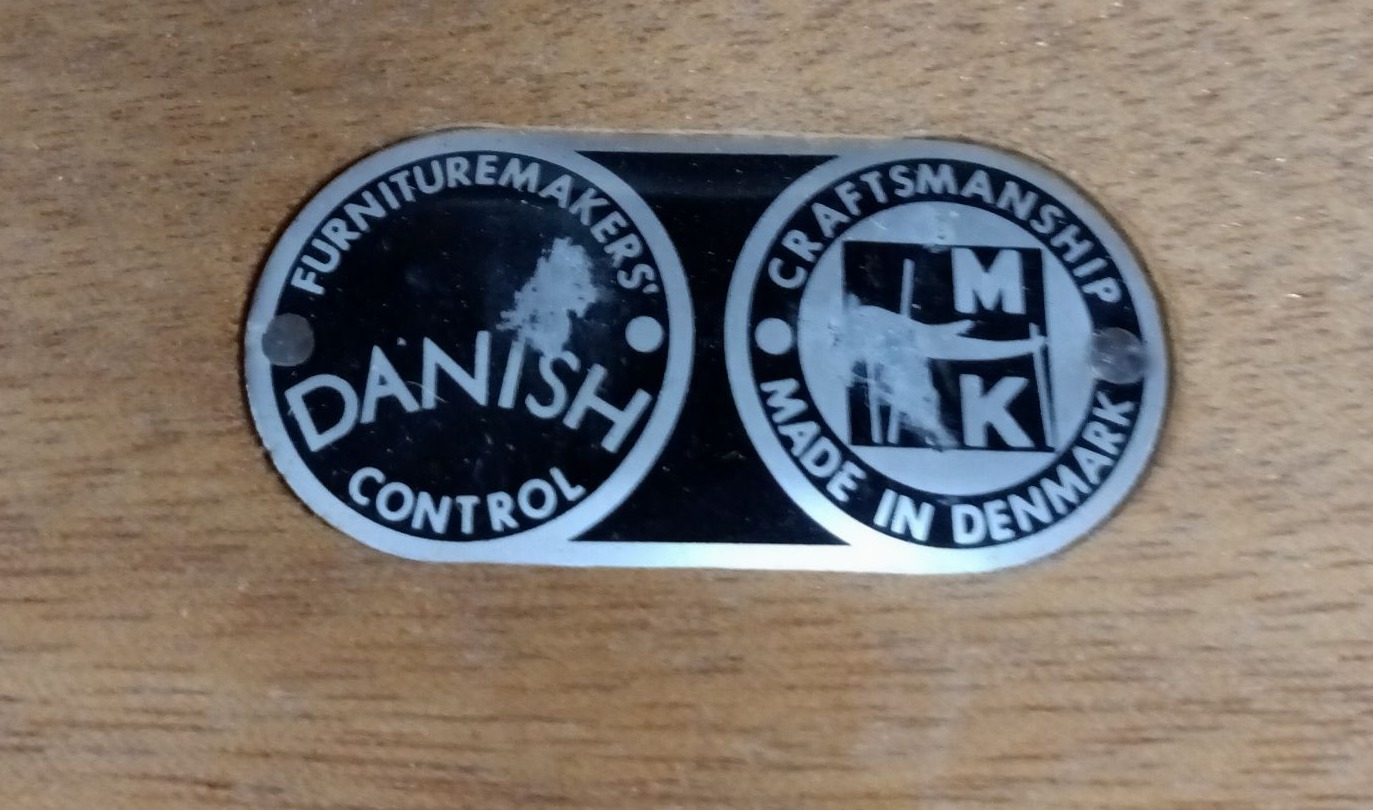 FURNITUREMAKERS'
DANISH
CONTROL
CRAFTSMANSHIP
M
K
MADE IN DENMARK